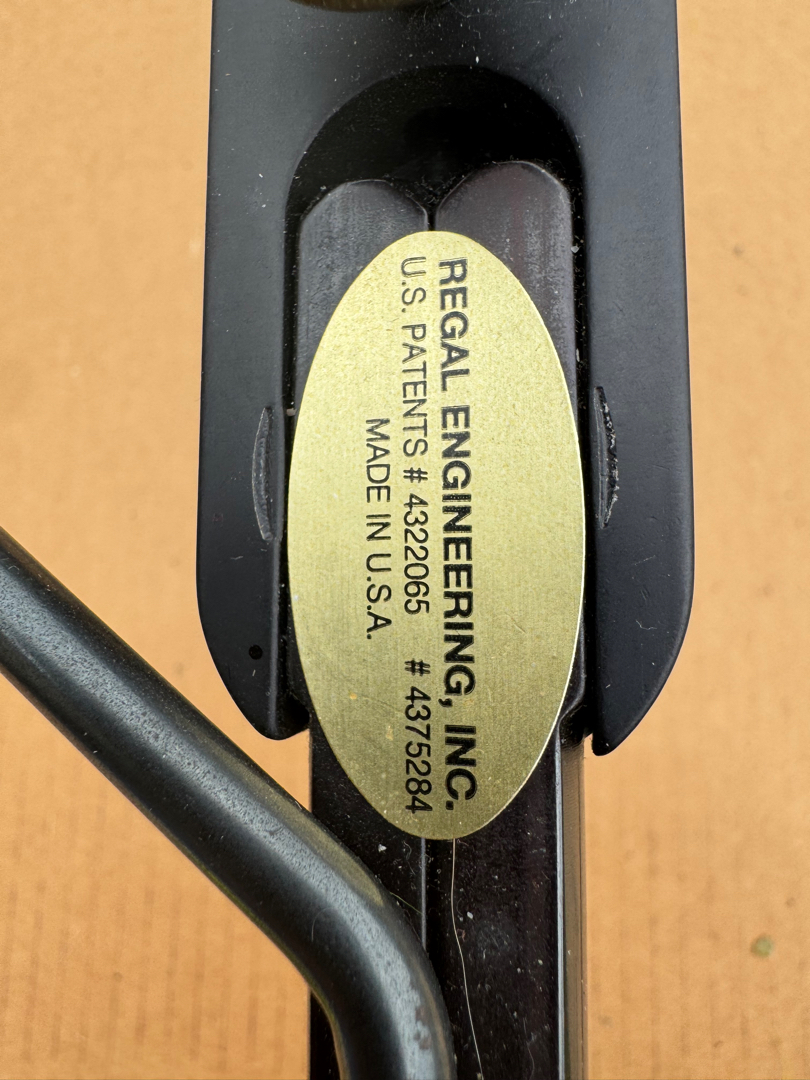 REGAL ENGINEERING, INC.
U.S. PATENTS # 4322065 # 4375284
MADE IN U.S.A.